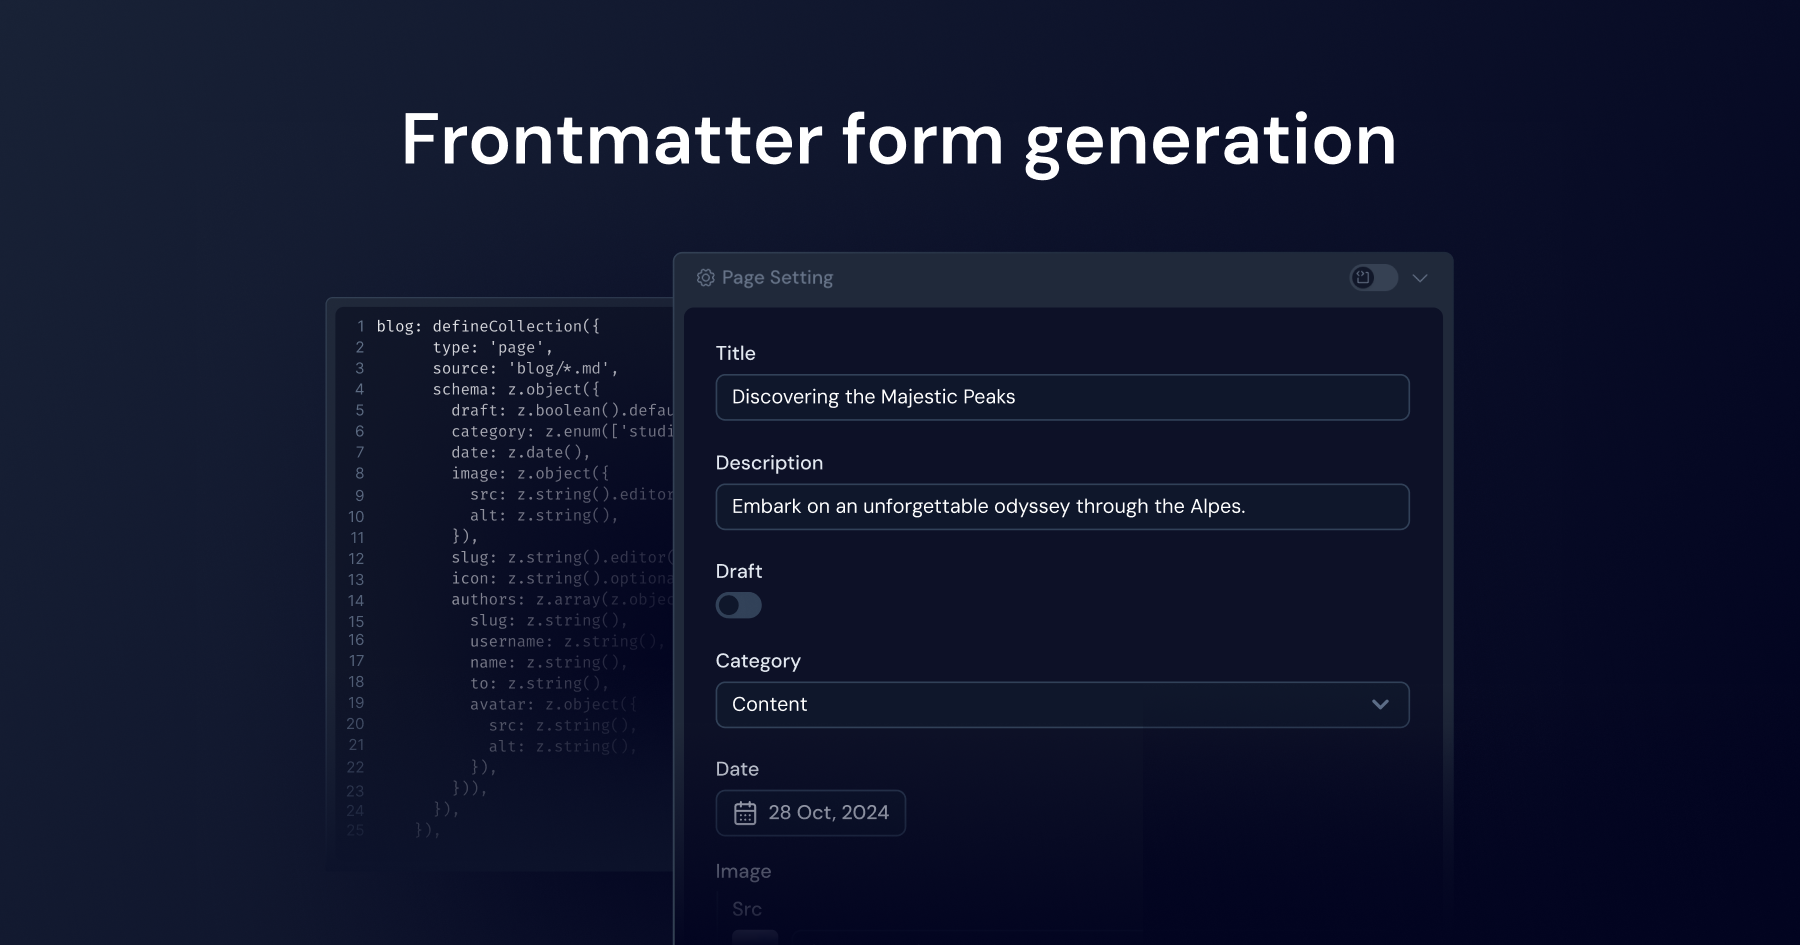 Frontmatter form generation
1 blog: defineCollection({
2 type: 'page',
3 source: 'blog/*.md',
4 schema: z.object({
5 draft: z.boolean().defau
6 category: z.enum(['studi
7 date: z.date(),
8 image: z.object({
9 src: z.string().editor
10 alt: z.string(),
11 }),
12 slug: z.string().editor(
13 icon: z.string().optiona
14 authors: z.array(z.objec
15 slug: z.string(),
16 username: z.string(),
17 name: z.string(),
18 to: z.string(),
19 avatar: z.object({
20 src: z.string(),
21 alt: z.string(),
22 }),
23 })),
24 }),
25 }),
Page Setting
Title
Discovering the Majestic Peaks
Description
Embark on an unforgettable odyssey through the Alpes.
Draft
Category
Content
Date
28 Oct, 2024
Image
Src